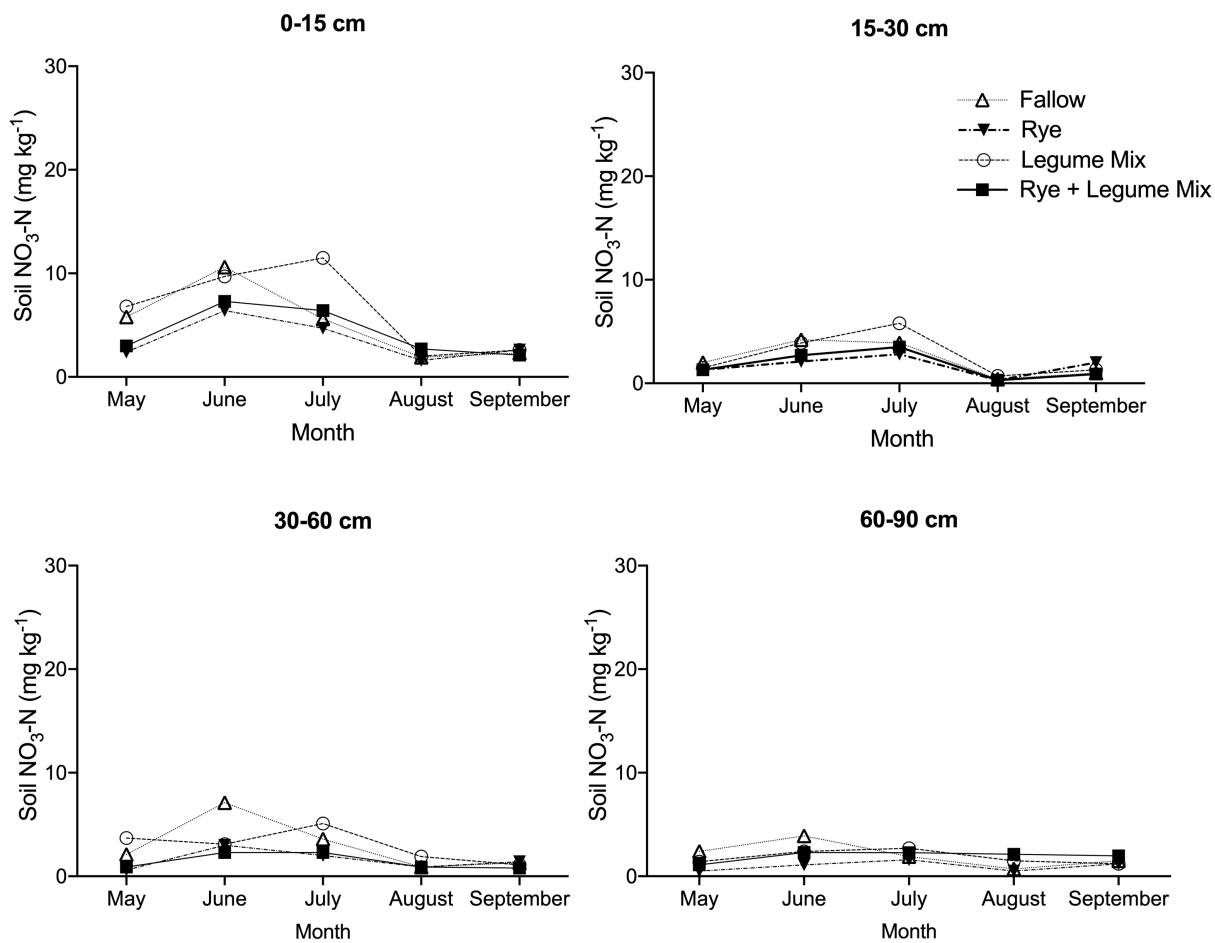 0-15 cm
30
20
10
0
Soil NO3-N (mg kg-1)
May June July August September
Month
15-30 cm
30
20
10
0
Soil NO3-N (mg kg-1)
Fallow
Rye
Legume Mix
Rye + Legume Mix
May June July August September
Month
30-60 cm
30
20
10
0
Soil NO3-N (mg kg-1)
May June July August September
Month
60-90 cm
30
20
10
0
Soil NO3-N (mg kg-1)
May June July August September
Month